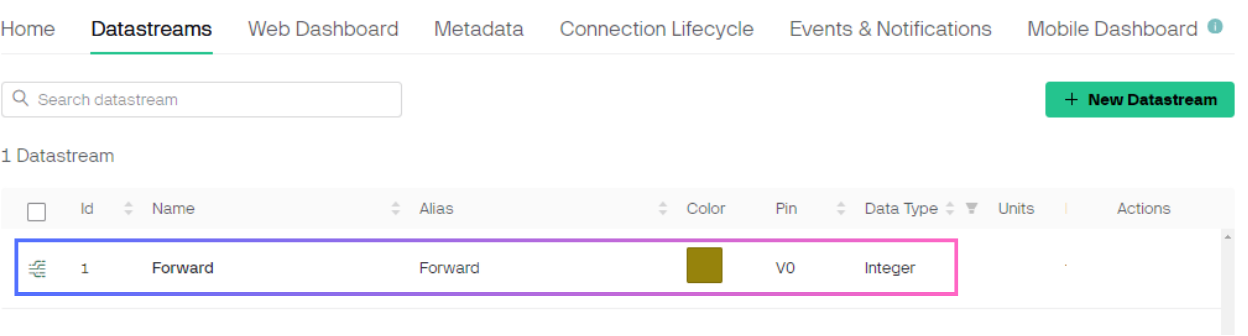 Home Datastreams Web Dashboard Metadata Connection Lifecycle Events & Notifications Mobile Dashboard
Search datastream
+ New Datastream
1 Datastream
Id Name Alias Color Pin Data Type Units Actions
1 Forward Forward V0 Integer